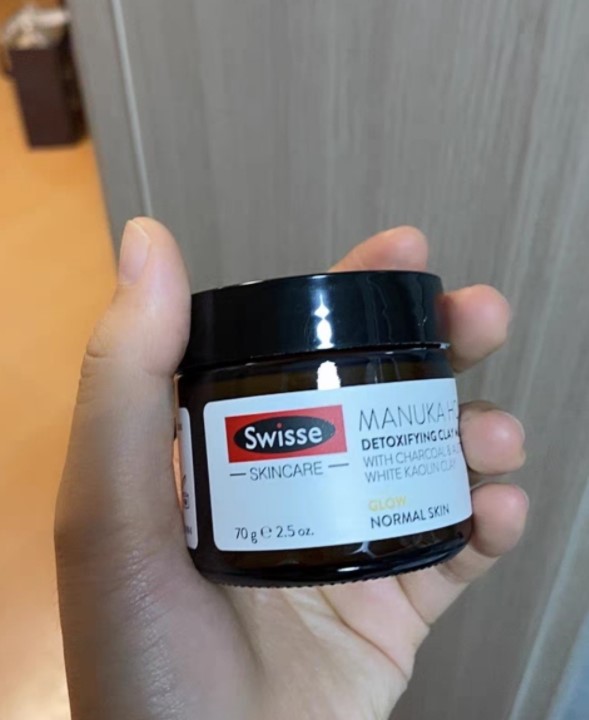 Swisse
SKINCARE
70 g e 2.5 oz.
MANUKA
DETOXIFYING CLAY
WITH CHARCOAL &
WHITE KAOLIN CLAY
GLOW
NORMAL SKIN